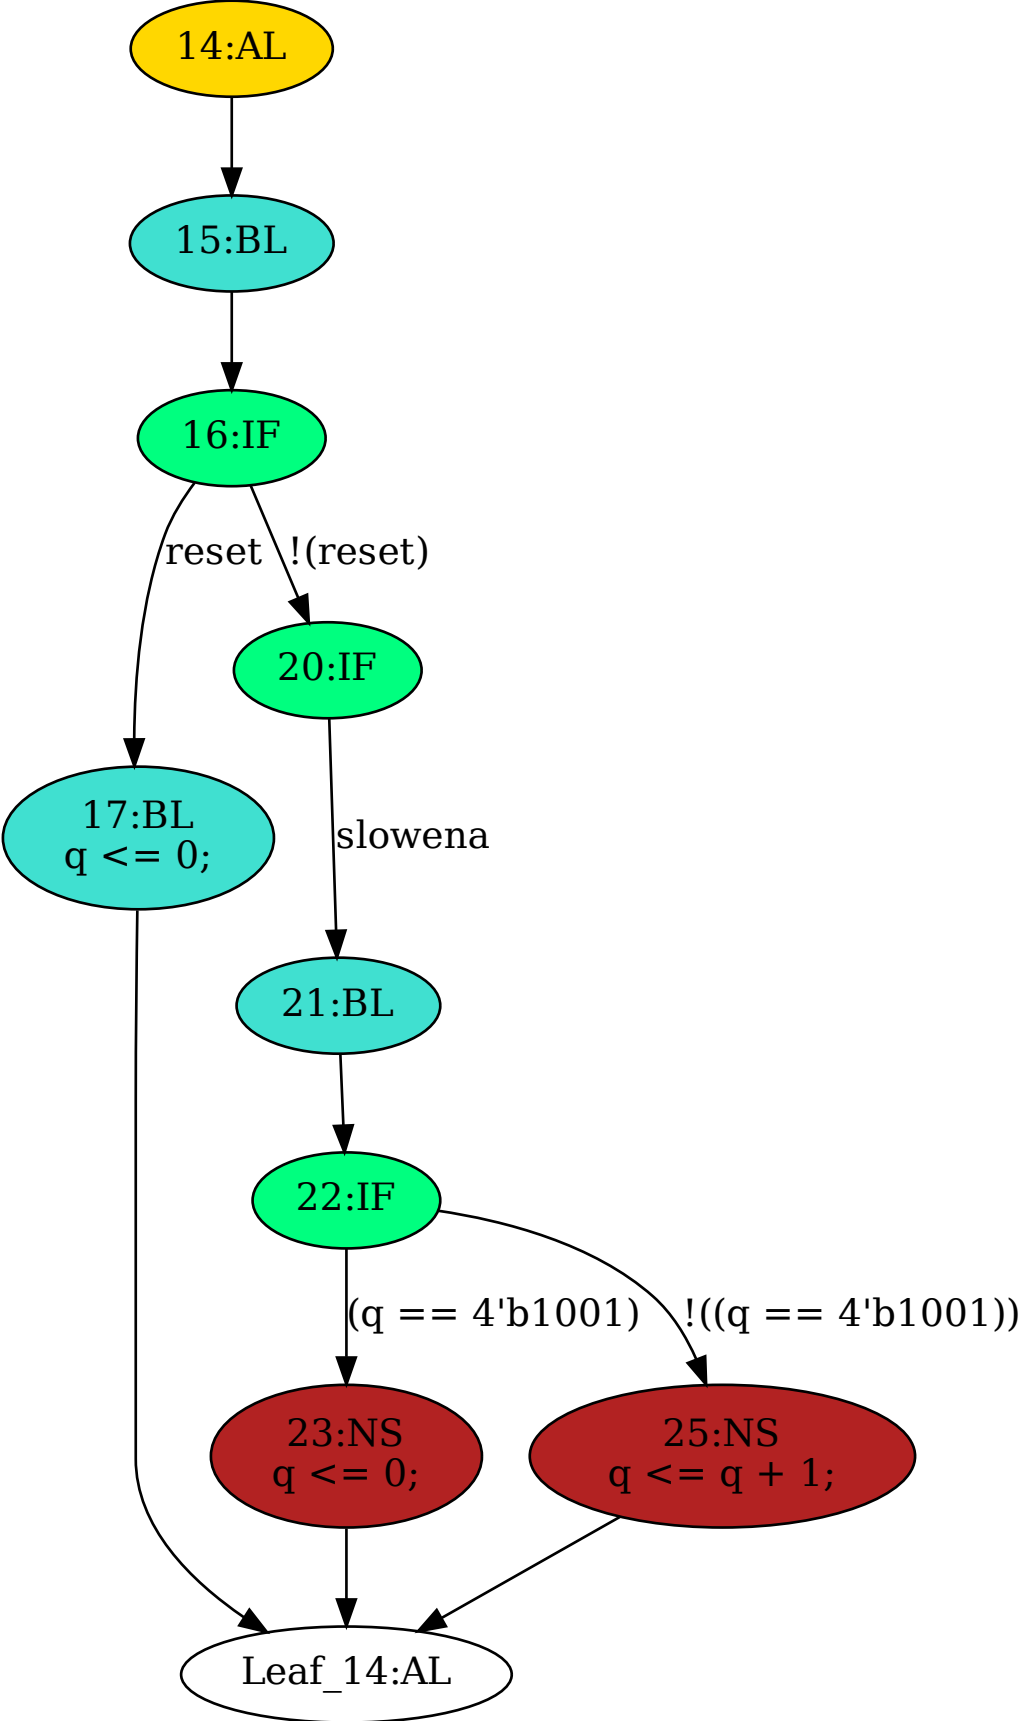 14:AL
15:BL
16:IF
reset
!(reset)
20:IF
17:BL
q <= 0;
slowena
21:BL
22:IF
(q == 4'b1001)
!((q == 4'b1001))
23:NS
q <= 0;
25:NS
q <= q + 1;
Leaf_14:AL